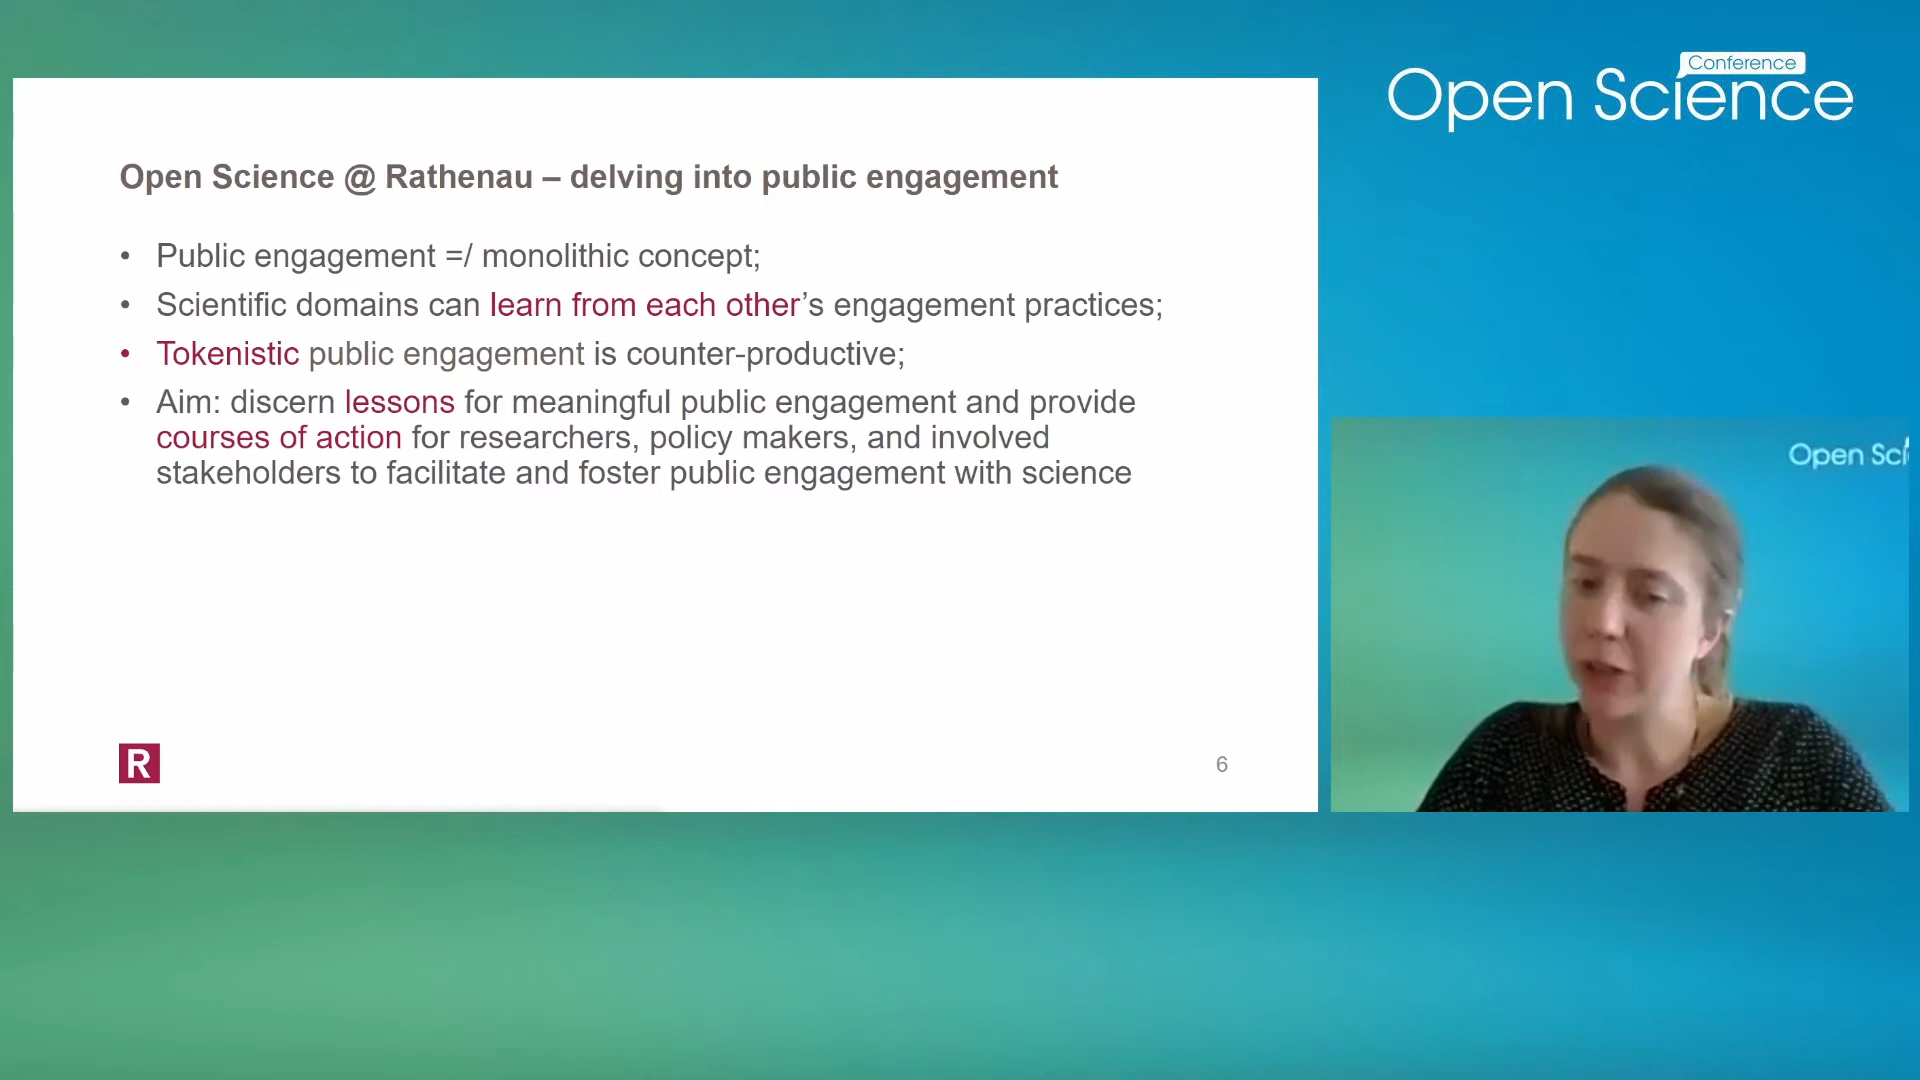 Conference
Open Science
Open Science @ Rathenau – delving into public engagement
• Public engagement =/ monolithic concept;
• Scientific domains can learn from each other’s engagement practices;
• Tokenistic public engagement is counter-productive;
• Aim: discern lessons for meaningful public engagement and provide
courses of action for researchers, policy makers, and involved
stakeholders to facilitate and foster public engagement with science
R
6
Open Sci